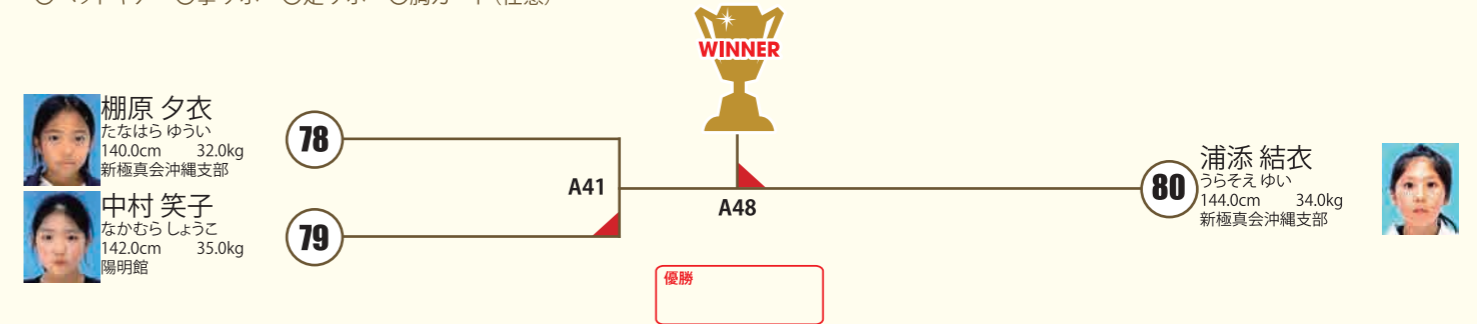 WINNER
棚原 夕衣
たなはら ゆうい
140.0cm 32.0kg
新極真会沖縄支部
78
中村 笑子
なかむら しょうこ
142.0cm 35.0kg
陽明館
79
A41
A48
80
浦添 結衣
うらそえ ゆい
144.0cm 34.0kg
新極真会沖縄支部
優勝